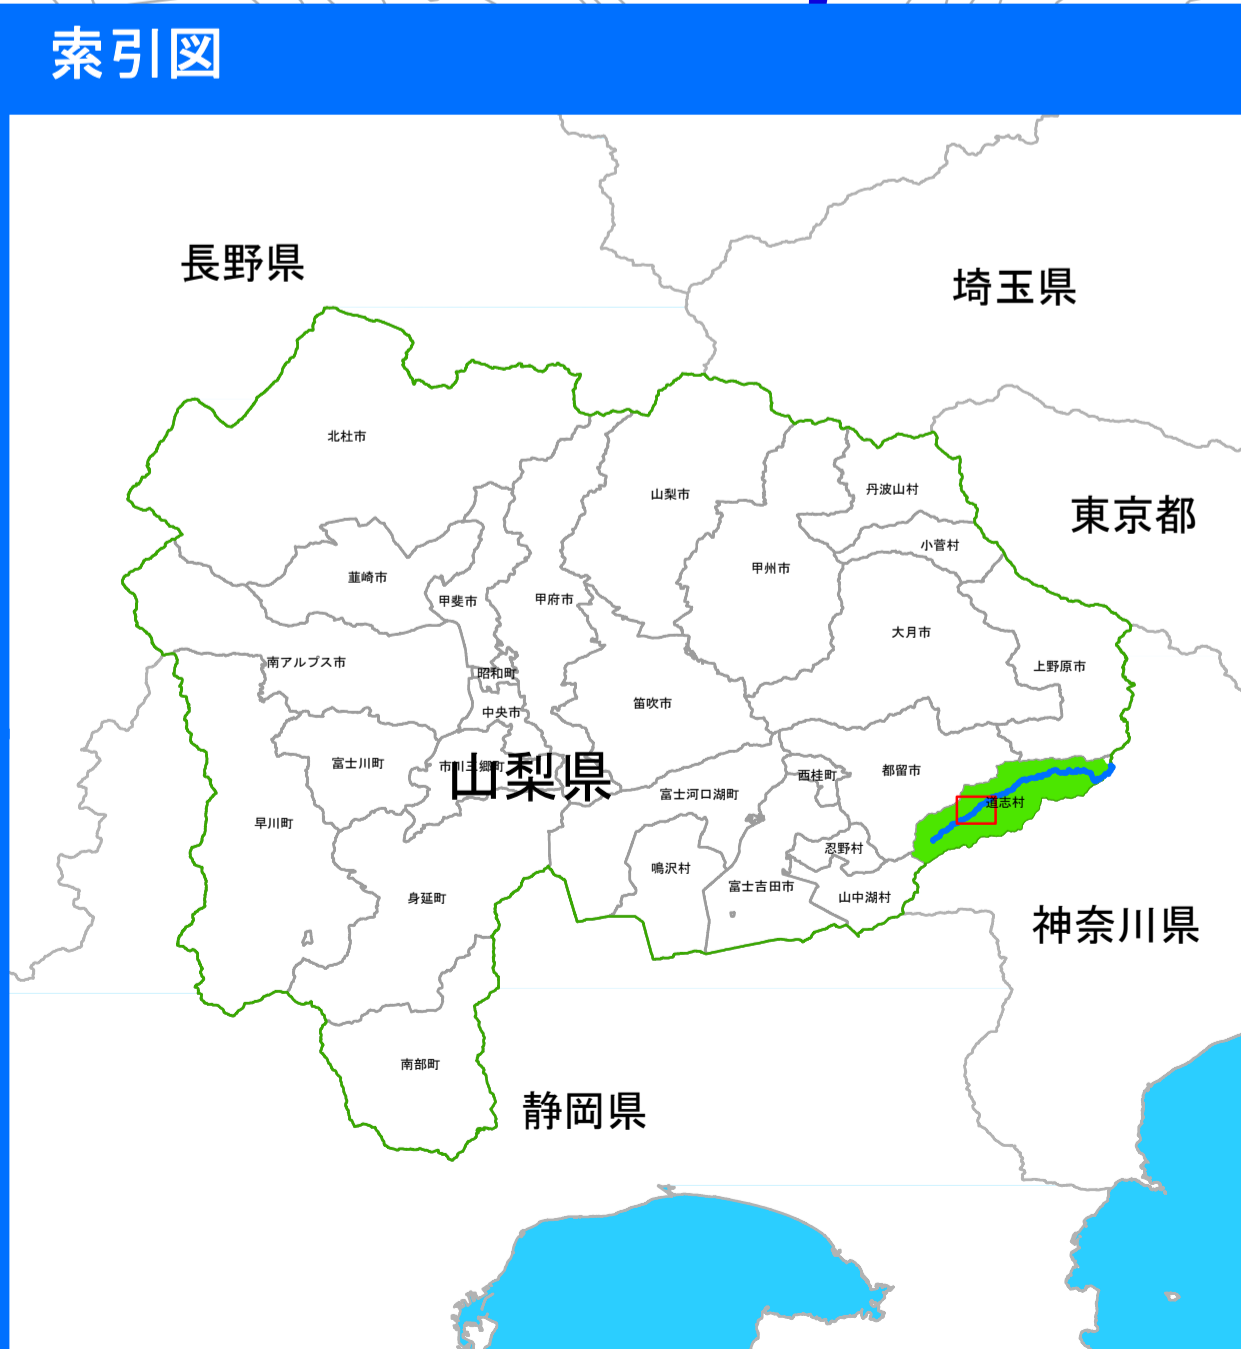 索引図
長野県
埼玉県
北杜市
山梨市
丹波山村
東京都
小菅村
甲州市
韮崎市
甲斐市
甲府市
大月市
南アルプス市
上野原市
昭和町
笛吹市
中央市
富士川町
市川三郷町
山梨県
西桂町
都留市
富士河口湖町
道志村
早川町
忍野村
鳴沢村
富士吉田市
身延町
山中湖村
神奈川県
南部町
静岡県